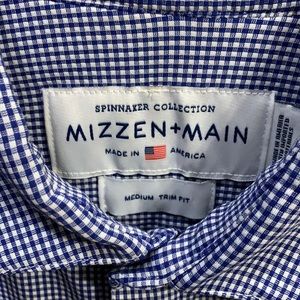 SPINNAKER COLLECTION
MIZZEN+MAIN
MADE IN AMERICA
MEDIUM TRIM FIT